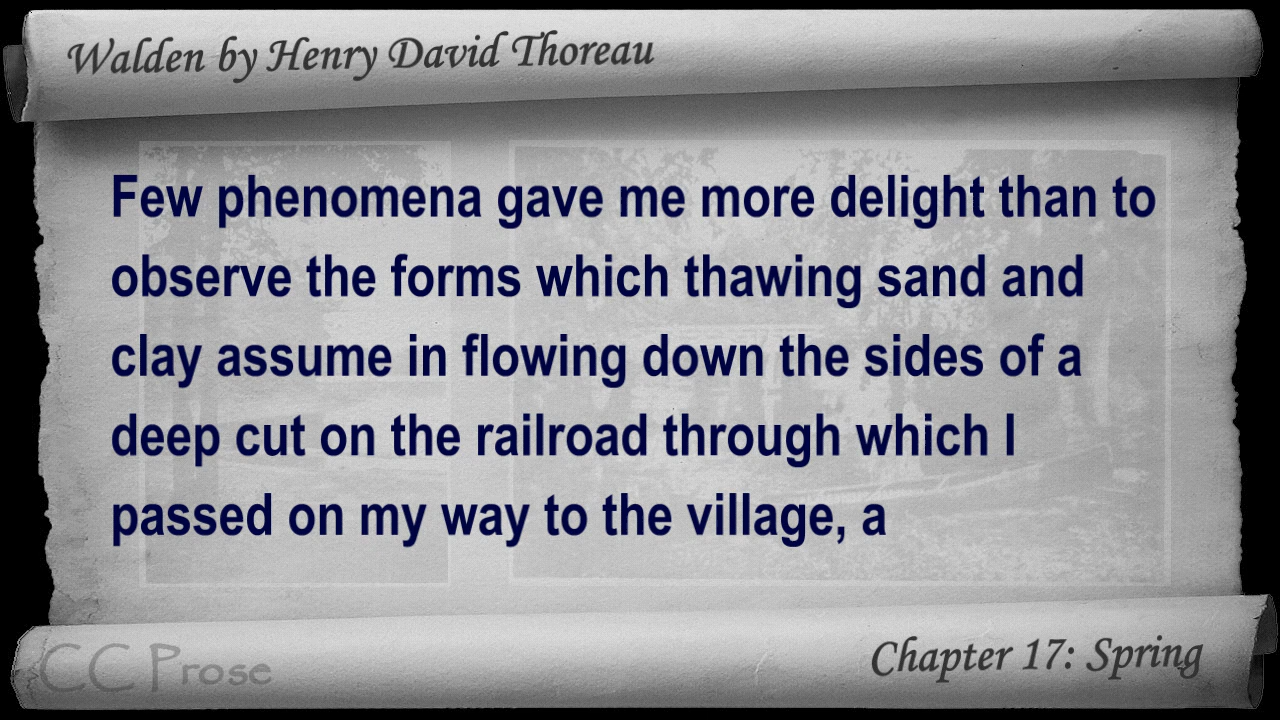 Walden by Henry David Thoreau
Few phenomena gave me more delight than to
observe the forms which thawing sand and
clay assume in flowing down the sides of a
deep cut on the railroad through which I
passed on my way to the village, a
CC Prose
Chapter 17: Spring